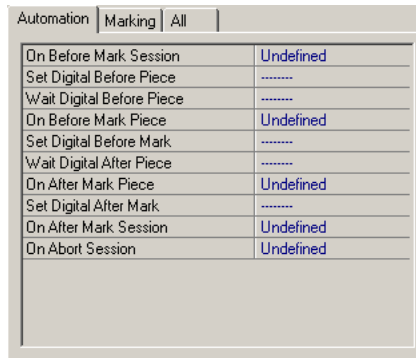 Automation Marking All
On Before Mark Session Undefined
Set Digital Before Piece --------
Wait Digital Before Piece --------
On Before Mark Piece Undefined
Set Digital Before Mark --------
Wait Digital After Piece --------
On After Mark Piece Undefined
Set Digital After Mark --------
On After Mark Session Undefined
On Abort Session Undefined